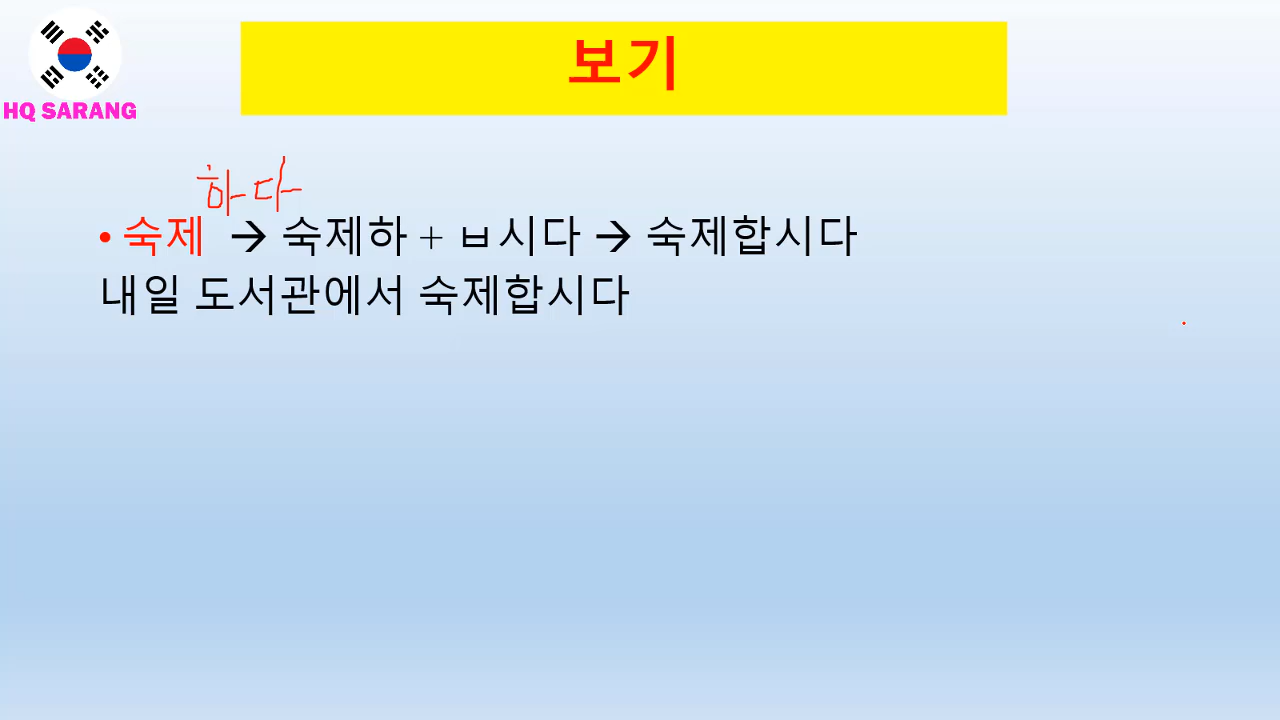 HQ SARANG
보기
하다
• 숙제 → 숙제하 + ㅂ시다 → 숙제합시다
내일 도서관에서 숙제합시다